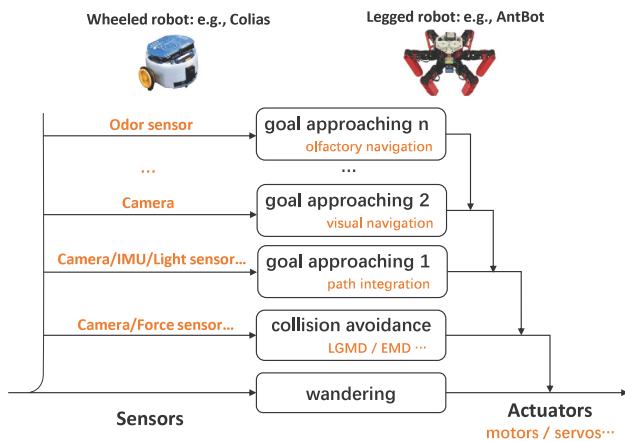 Wheeled robot: e.g., Colias
Legged robot: e.g., AntBot
Odor sensor
goal approaching n
olfactory navigation
...
...
Camera
goal approaching 2
visual navigation
Camera/IMU/Light sensor...
goal approaching 1
path integration
Camera/Force sensor...
collision avoidance
LGMD / EMD ...
wandering
Sensors
Actuators
motors / servos...